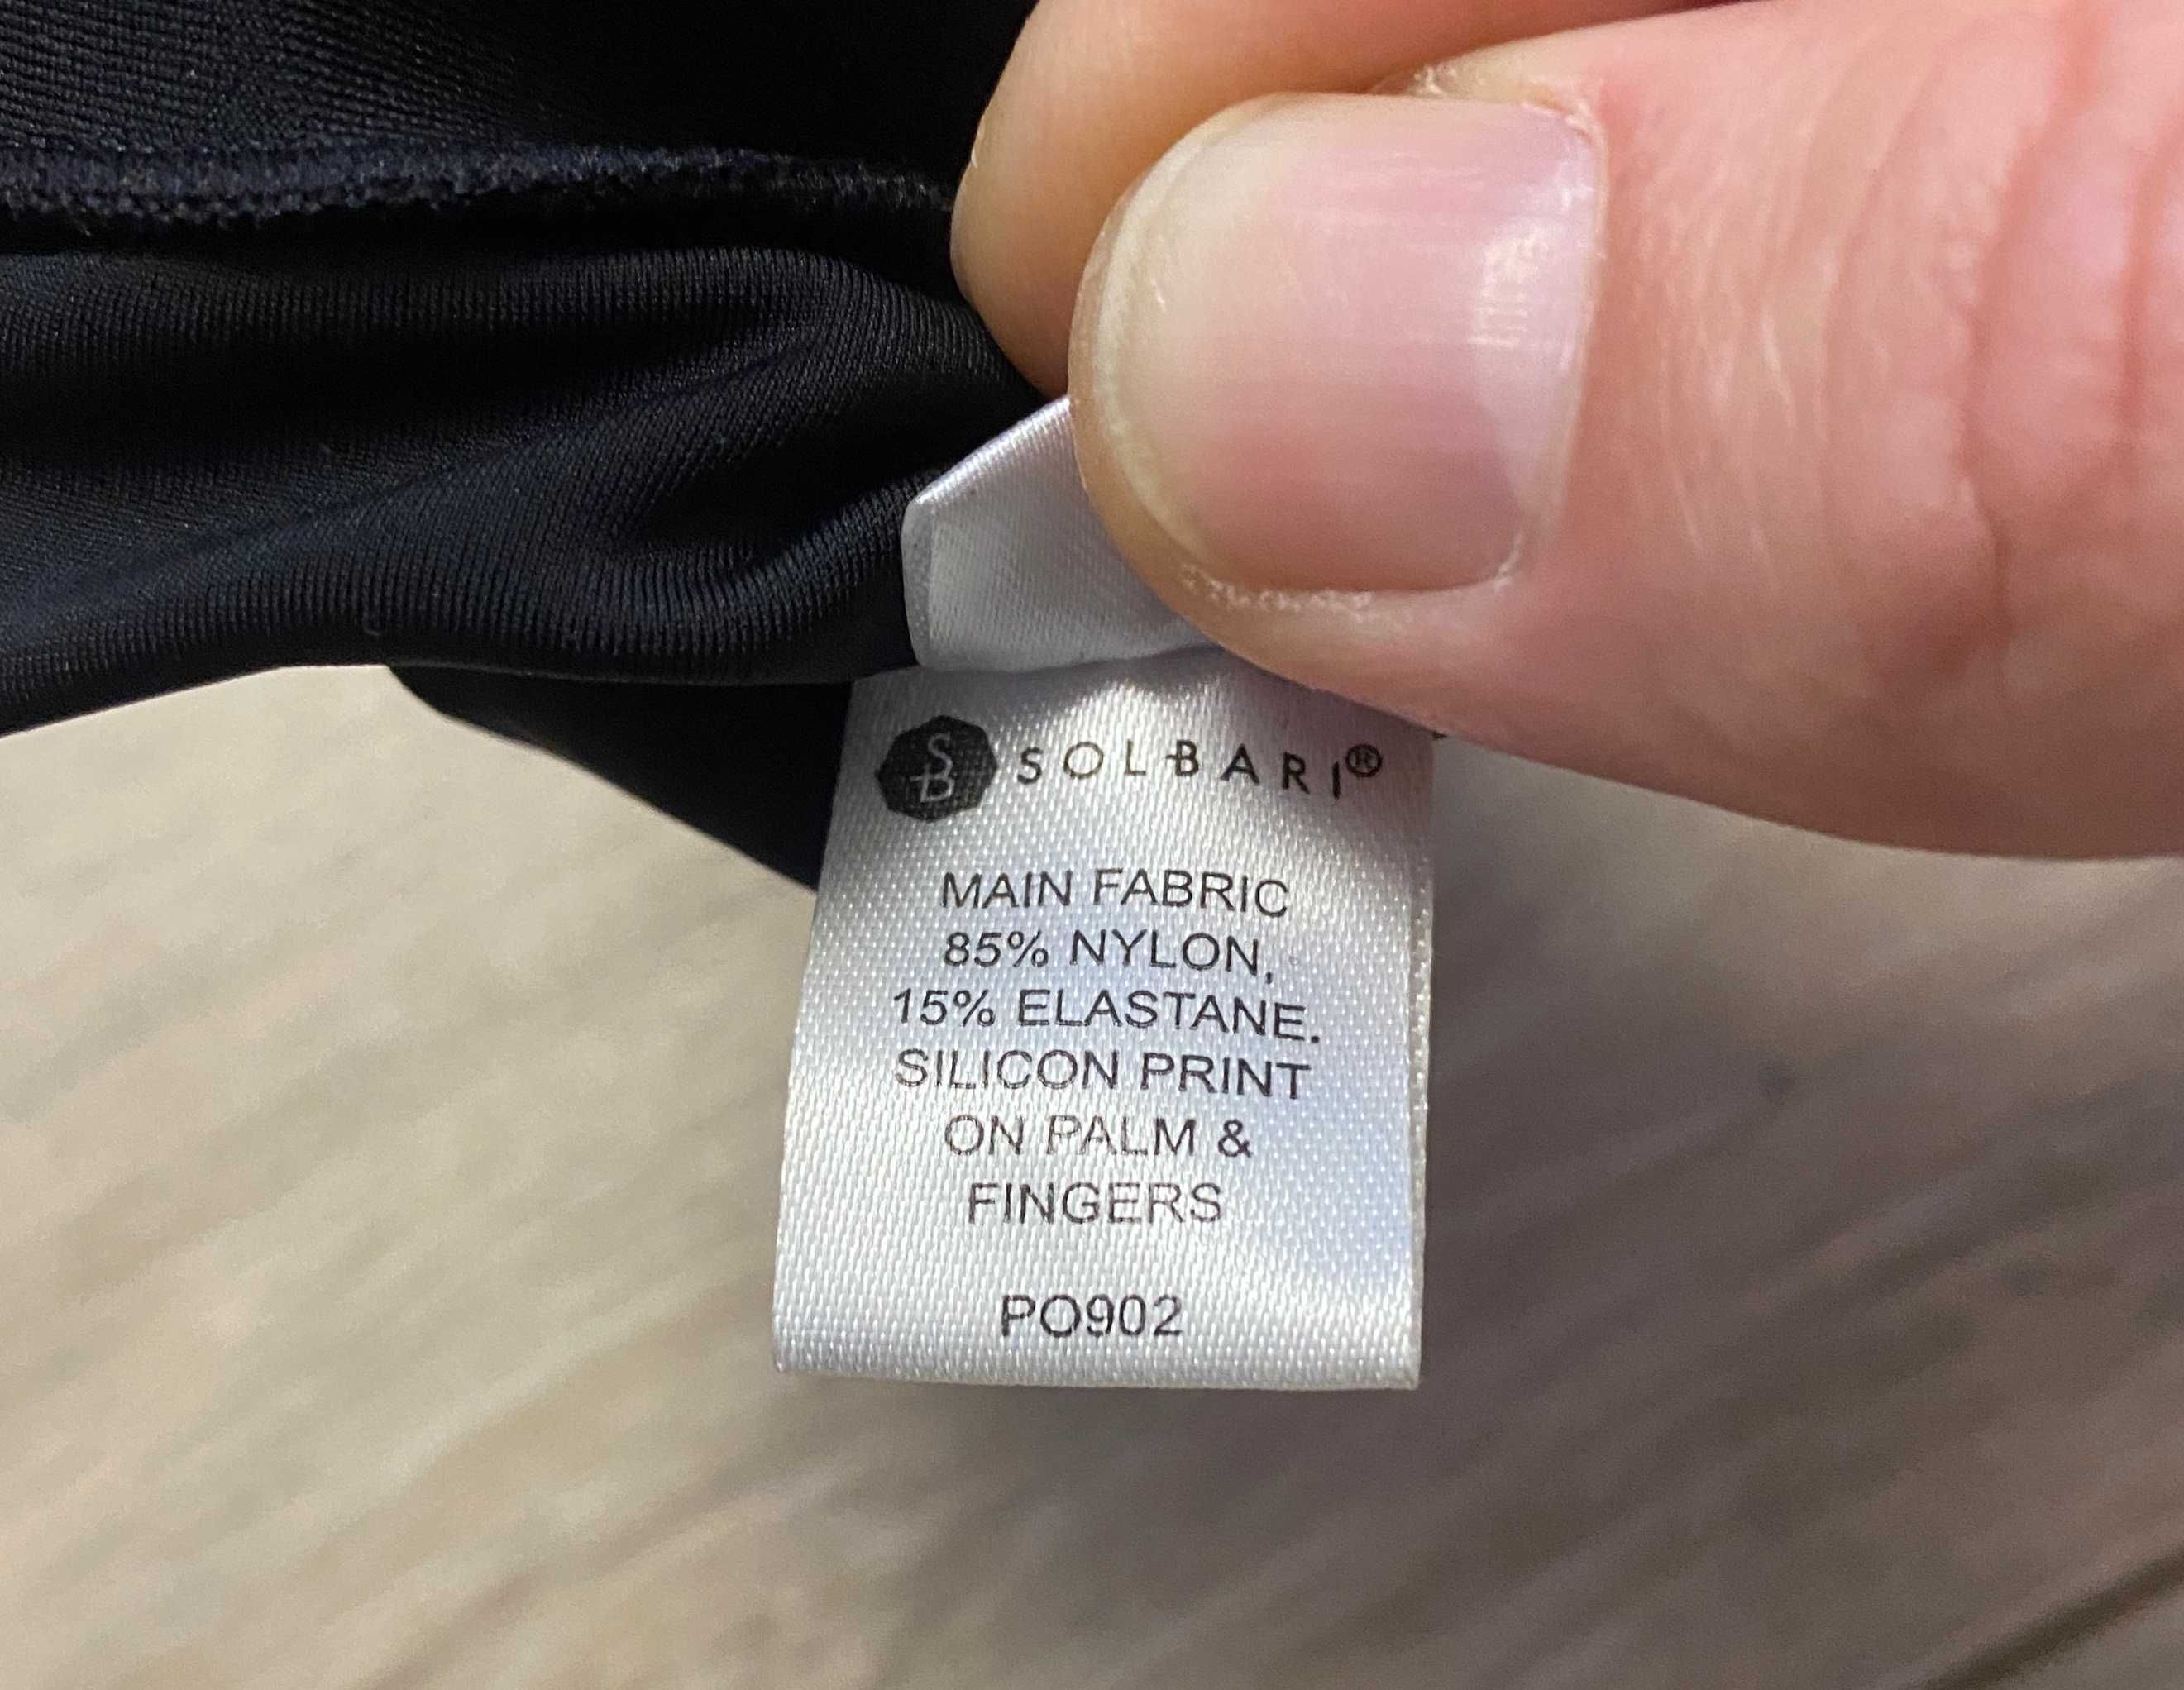 SB SOLBARI®
MAIN FABRIC
85% NYLON,
15% ELASTANE.
SILICON PRINT
ON PALM &
FINGERS
PO902